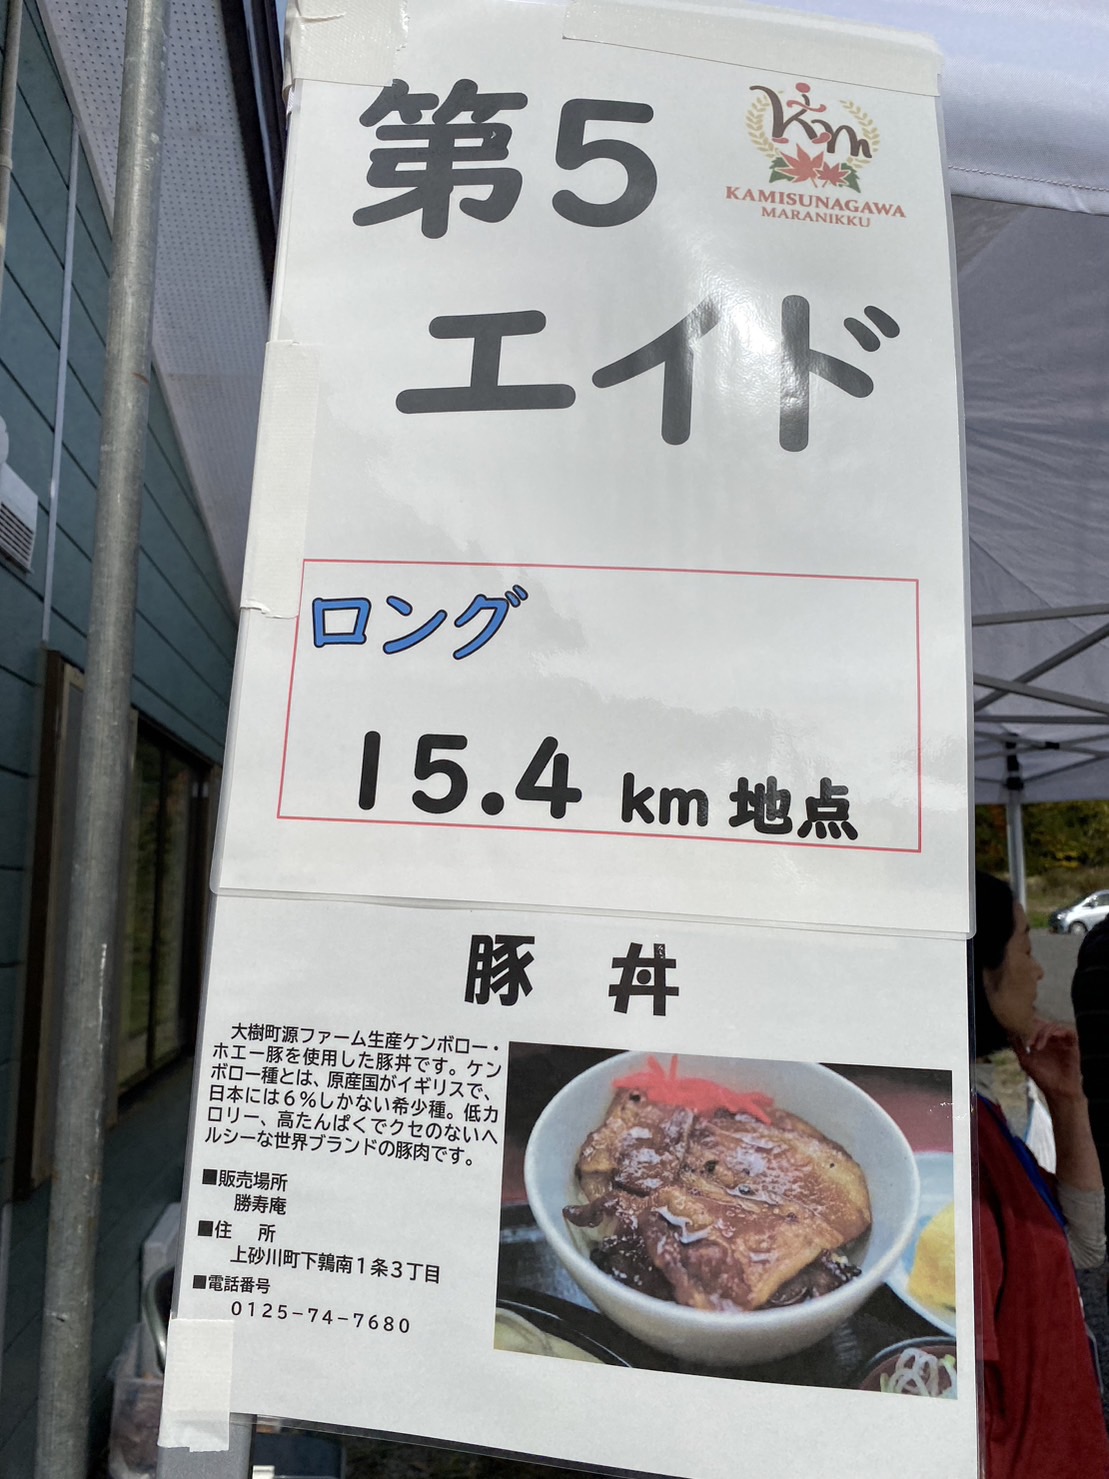 第5
Kim
KAMISUNAGAWA
MARANIKKU
エイド
ロング
15.4 km 地点
豚 丼
大樹町源ファーム生産ケンボロー・
ホエー豚を使用した豚丼です。ケン
ボロー種とは、原産国がイギリスで、
日本には６％しかない希少種。低カ
ロリー、高たんぱくでクセのないヘ
ルシーな世界ブランドの豚肉です。
■販売場所
勝寿庵
■住 所
上砂川町下鶉南１条３丁目
■電話番号
０１２５－７４－７６８０